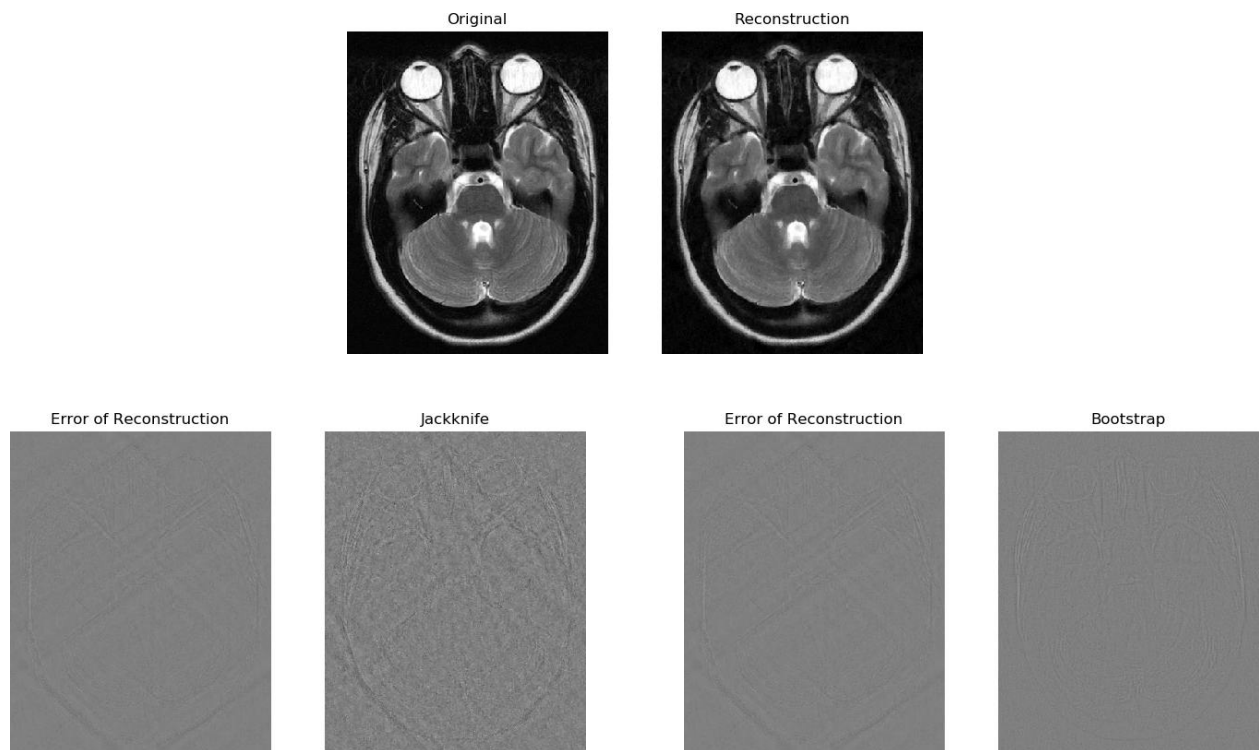 Original
Reconstruction
Error of Reconstruction
Jackknife
Error of Reconstruction
Bootstrap